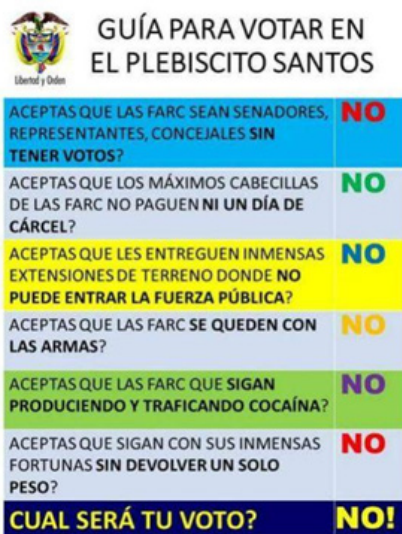 GUÍA PARA VOTAR EN
EL PLEBISCITO SANTOS
Libertad y Orden
ACEPTAS QUE LAS FARC SEAN SENADORES,
REPRESENTANTES, CONCEJALES SIN
TENER VOTOS?
NO
ACEPTAS QUE LOS MÁXIMOS CABECILLAS
DE LAS FARC NO PAGUEN NI UN DÍA DE
CÁRCEL?
NO
ACEPTAS QUE LES ENTREGUEN INMENSAS
EXTENSIONES DE TERRENO DONDE NO
PUEDE ENTRAR LA FUERZA PÚBLICA?
NO
ACEPTAS QUE LAS FARC SE QUEDEN CON
LAS ARMAS?
NO
ACEPTAS QUE LAS FARC QUE SIGAN
PRODUCIENDO Y TRAFICANDO COCAÍNA?
NO
ACEPTAS QUE SIGAN CON SUS INMENSAS
FORTUNAS SIN DEVOLVER UN SOLO
PESO?
NO
CUAL SERÁ TU VOTO?
NO!